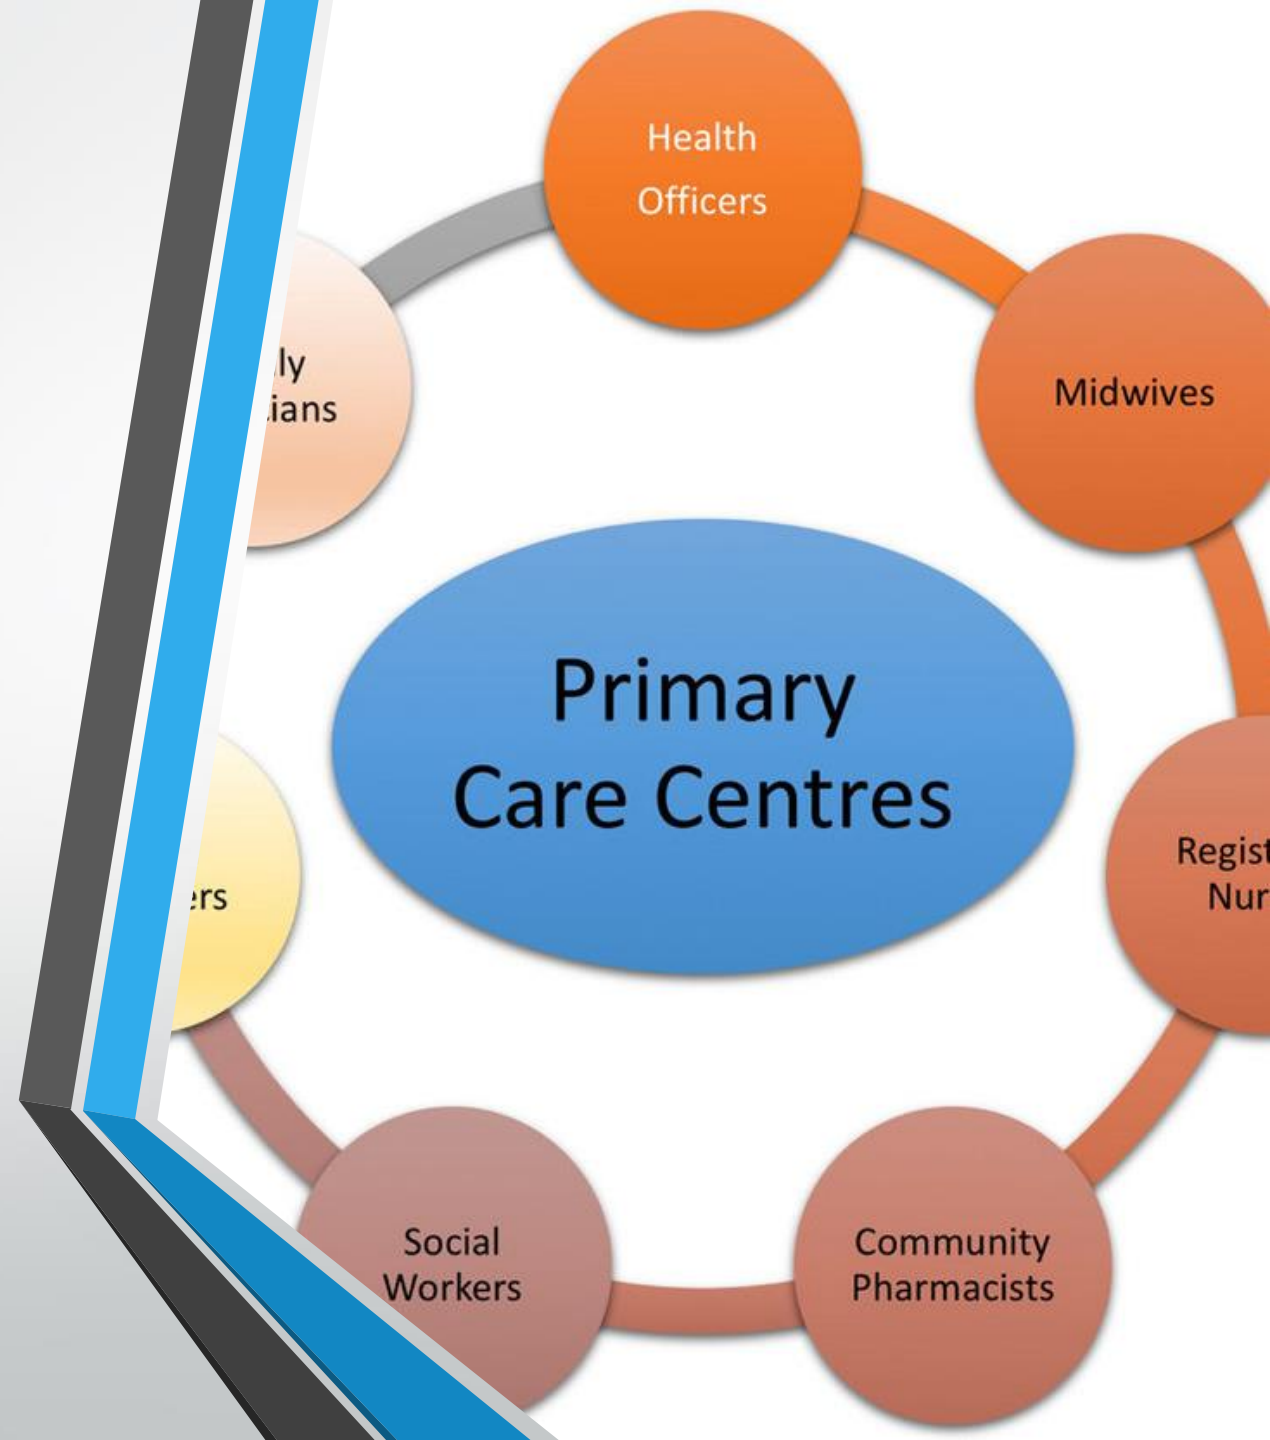 Health
Officers
Midwives
Primary
Care Centres
Social
Workers
Community
Pharmacists